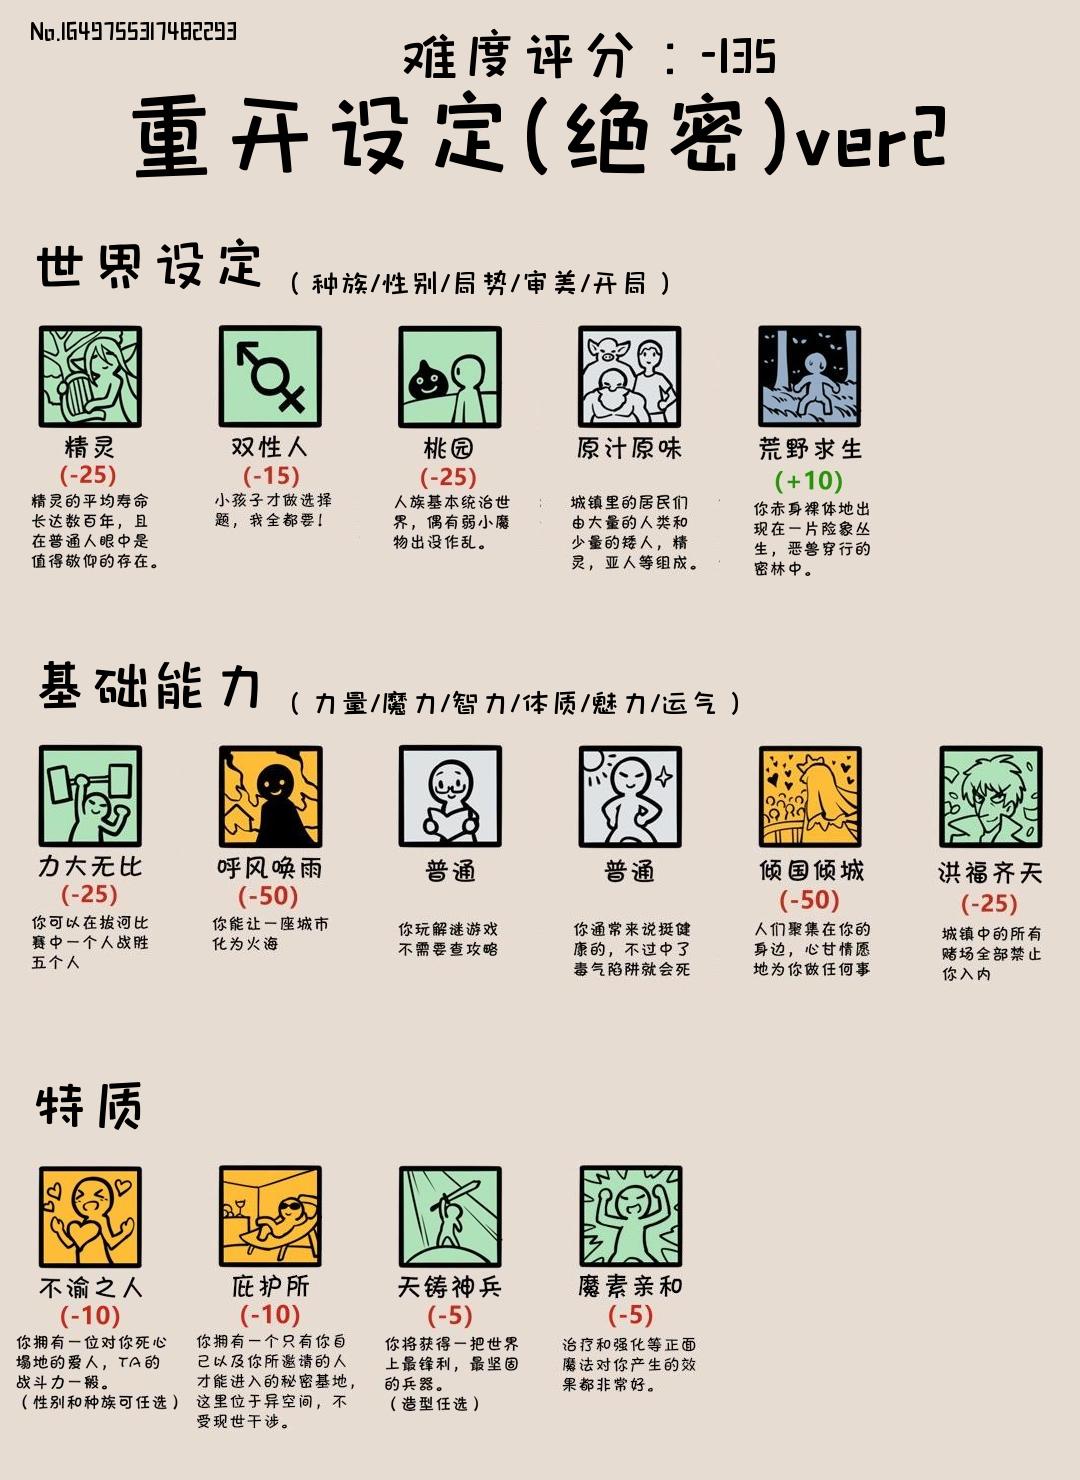 No.1649755317482293
难度评分：-135
重开设定(绝密)ver2
世界设定（种族/性别/局势/审美/开局）
精灵 双性人 桃园 原汁原味 荒野求生
(-25) (-15) (-25) (+10)
精灵的平均寿命
长达数百年，且
在普通人眼中是
值得敬仰的存在。
小孩子才做选择
题，我全都要！
人族基本统治世
界，偶有弱小魔
物出没作乱。
城镇里的居民们
由大量的人类和
少量的矮人，精
灵，亚人等组成。
你赤身裸体地出
现在一片险象丛
生，恶兽穿行的
密林中。
基础能力（力量/魔力/智力/体质/魅力/运气）
力大无比 呼风唤雨 普通 普通 倾国倾城 洪福齐天
(-25) (-50) (-50) (-25)
你可以在拔河比
赛中一个人战胜
五个人
你能让一座城市
化为火海
你玩解谜游戏
不需要查攻略
你通常来说挺健
康的，不过中了
毒气陷阱就会死
人们聚集在你的
身边，心甘情愿
地为你做任何事
城镇中的所有
赌场全部禁止
你入内
特质
不渝之人 庇护所 天铸神兵 魔素亲和
(-10) (-10) (-5) (-5)
你拥有一位对你死心
塌地的爱人，TA的
战斗力一般。
（性别和种族可任选）
你拥有一个只有你自
己以及你所邀请的人
才能进入的秘密基地，
这里位于异空间，不
受现世干涉。
你将获得一把世界
上最锋利，最坚固
的兵器。
（造型任选）
治疗和强化等正面
魔法对你产生的效
果都非常好。